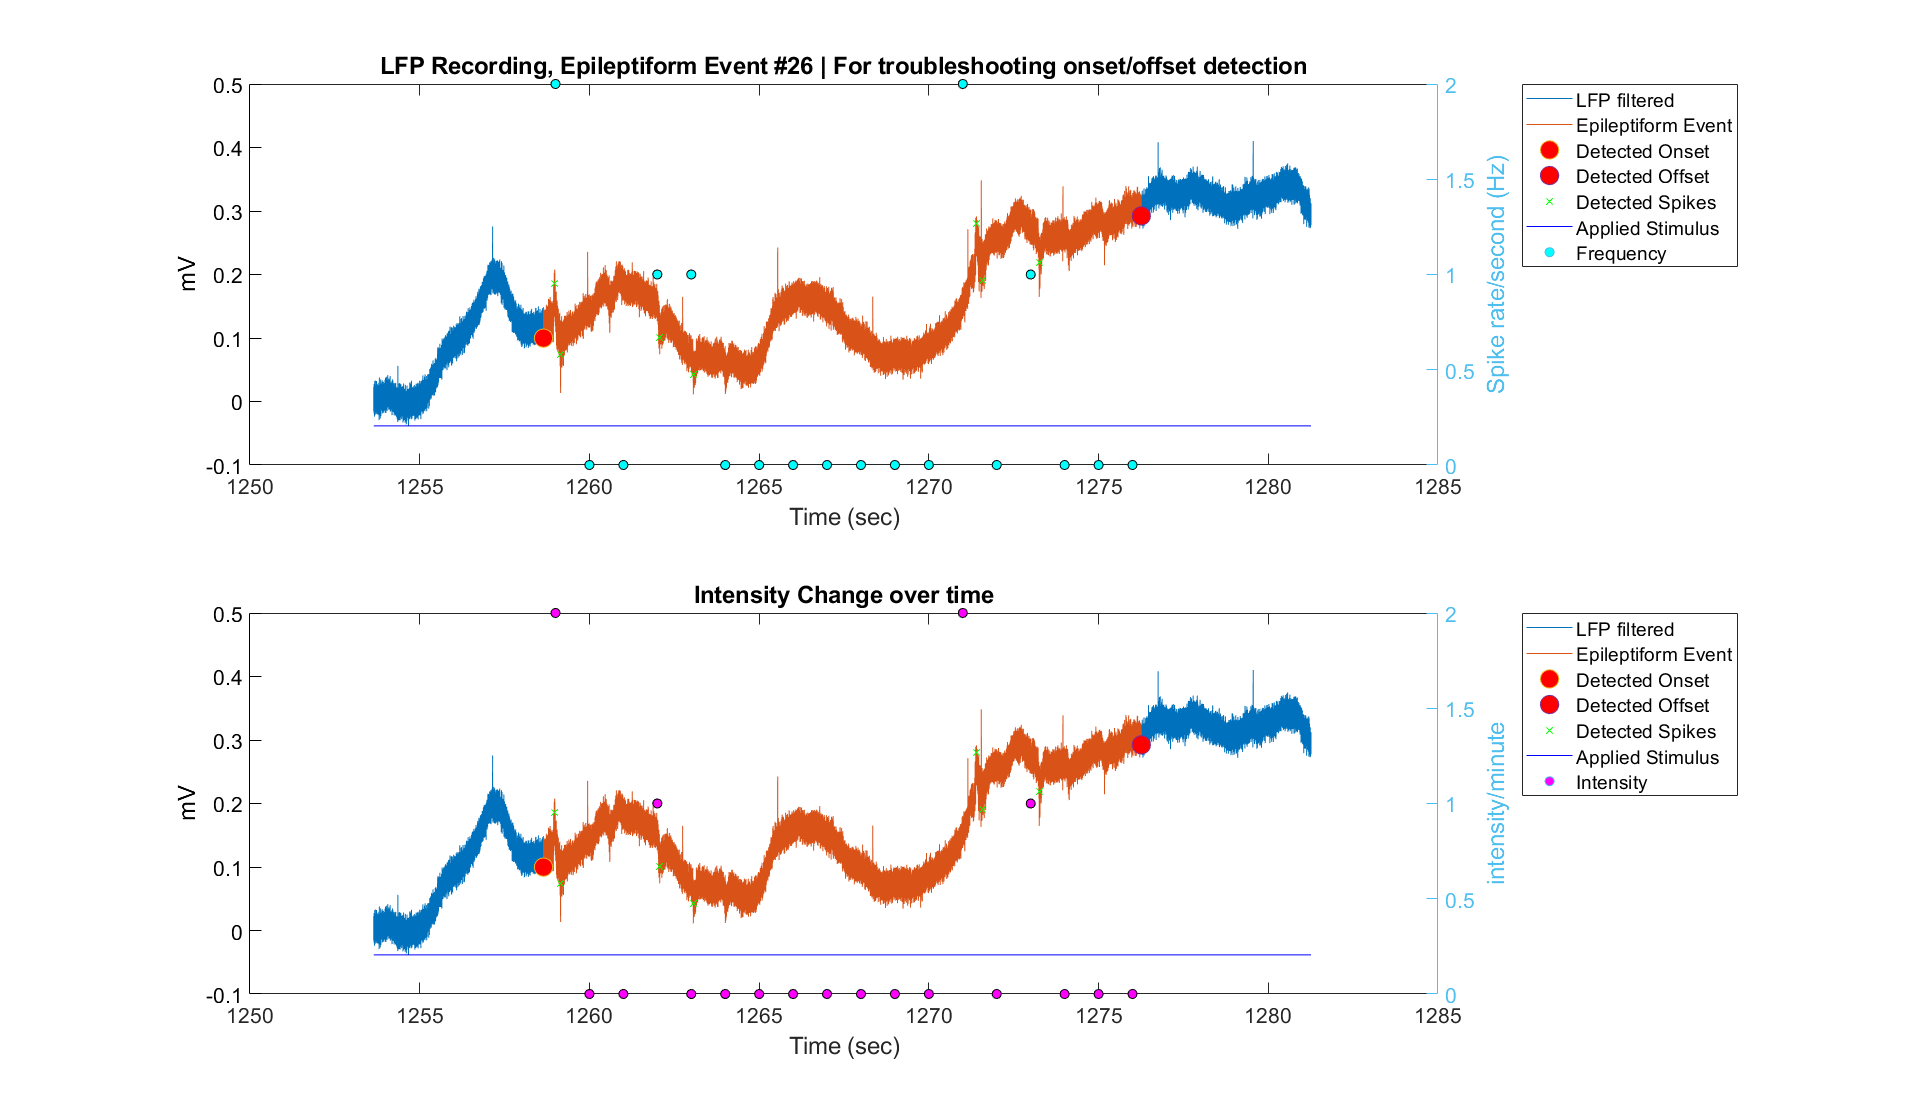 LFP Recording, Epileptiform Event #26 | For troubleshooting onset/offset detection
0.5
0.4
0.3
0.2
0.1
0
-0.1
mV
1250 1255 1260 1265 1270 1275 1280 1285
Time (sec)
2
1.5
1
0.5
0
Spike rate/second (Hz)
LFP filtered
Epileptiform Event
Detected Onset
Detected Offset
Detected Spikes
Applied Stimulus
Frequency
Intensity Change over time
0.5
0.4
0.3
0.2
0.1
0
-0.1
mV
1250 1255 1260 1265 1270 1275 1280 1285
Time (sec)
2
1.5
1
0.5
0
intensity/minute
LFP filtered
Epileptiform Event
Detected Onset
Detected Offset
Detected Spikes
Applied Stimulus
Intensity